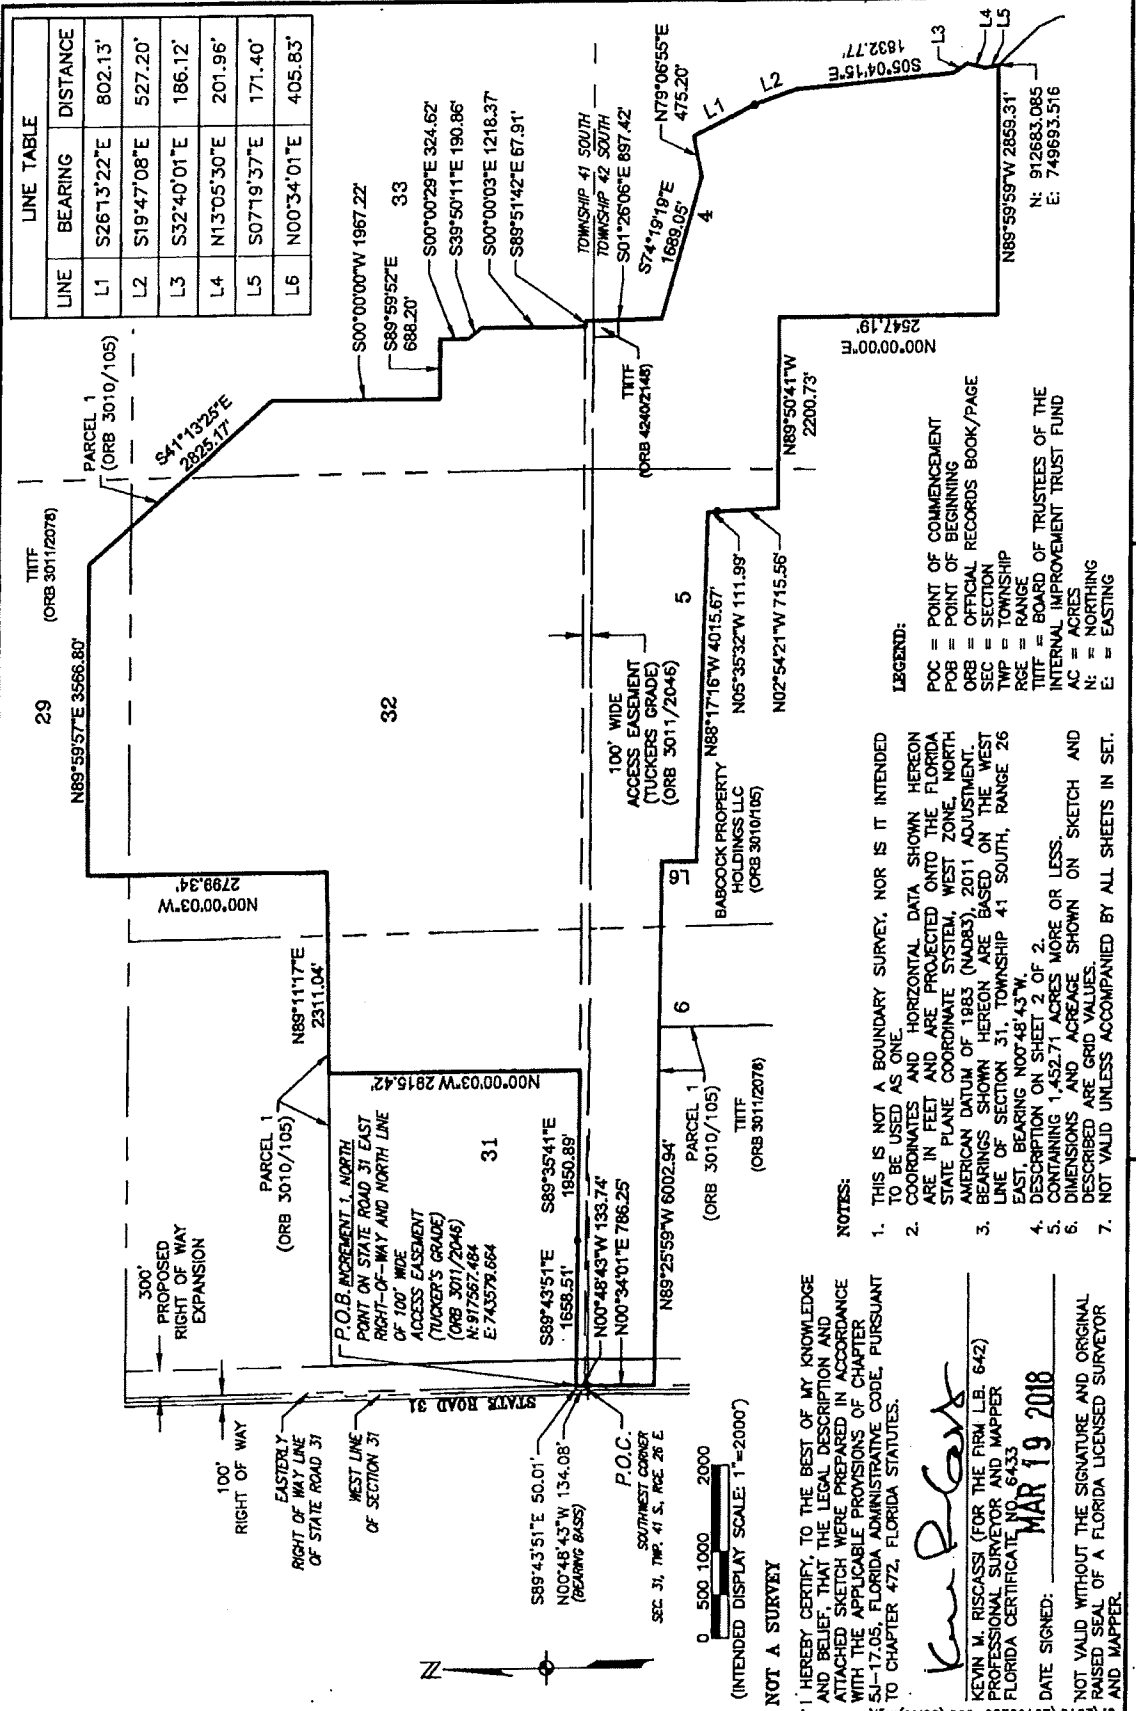 LINE TABLE
LINE BEARING DISTANCE
L1 S26°13'22"E 802.13'
L2 S19°47'08"E 527.20'
L3 S32°40'01"E 186.12'
L4 N13°05'30"E 201.96'
L5 S07°19'37"E 171.40'
L6 N00°34'01"E 405.83'
29
TIITF
(ORB 3011/2078)
PARCEL 1
(ORB 3010/105)
N89°59'57"E 3566.80'
S41°13'25"E
2825.17'
S00°00'00"W 1967.22'
33
S89°59'52"E
688.20'
S00°00'29"E 324.62'
S39°50'11"E 190.86'
S00°00'03"E 1218.37'
S89°51'42"E 67.91'
TOWNSHIP 41 SOUTH
TOWNSHIP 42 SOUTH
S01°26'06"E 897.42'
S74°19'19"E
1689.05'
4
N79°06'55"E
475.20'
L1
L2
S05°04'15"E
1832.77'
L3
L4
L5
N89°59'59"W 2859.31'
N: 912683.085
E: 749693.516
N00°00'00"E
2547.19'
N89°50'41"W
2200.73'
TIITF
(ORB 4240/2148)
N00°00'03"W
2799.34'
32
N89°11'17"E
2311.04'
100' WIDE
ACCESS EASEMENT
(TUCKERS GRADE)
(ORB 3011/2046)
5
N88°17'16"W 4015.67'
N05°35'32"W 111.99'
N02°54'21"W 715.56'
L6
BABCOCK PROPERTY
HOLDINGS LLC
(ORB 3010/105)
6
PARCEL 1
(ORB 3010/105)
TIITF
(ORB 3011/2078)
N89°25'59"W 6002.94'
PARCEL 1
(ORB 3010/105)
N00°00'03"W 2915.42'
31
300'
PROPOSED
RIGHT OF WAY
EXPANSION
P.O.B. INCREMENT 1, NORTH
POINT ON STATE ROAD 31 EAST
RIGHT-OF-WAY AND NORTH LINE
OF 100' WIDE
ACCESS EASEMENT
(TUCKER'S GRADE)
(ORB 3011/2046)
N: 917567.484
E: 743579.664
S89°43'51"E
1658.51'
S89°35'41"E
1950.89'
N00°48'43"W 133.74'
N00°34'01"E 786.25'
STATE ROAD 31
100'
RIGHT OF WAY
EASTERLY
RIGHT OF WAY LINE
OF STATE ROAD 31
WEST LINE
OF SECTION 31
S89°43'51"E 50.01'
N00°48'43"W 134.08'
(BEARING BASIS)
P.O.C.
SOUTHWEST CORNER
SEC. 31, TWP. 41 S., RGE. 26 E.
N
0 500 1000 2000
(INTENDED DISPLAY SCALE: 1"=2000')
NOT A SURVEY
I HEREBY CERTIFY, TO THE BEST OF MY KNOWLEDGE
AND BELIEF, THAT THE LEGAL DESCRIPTION AND
ATTACHED SKETCH WERE PREPARED IN ACCORDANCE
WITH THE APPLICABLE PROVISIONS OF CHAPTER
5J-17.05, FLORIDA ADMINISTRATIVE CODE, PURSUANT
TO CHAPTER 472, FLORIDA STATUTES.
KEVIN M. RISCASSI (FOR THE FIRM L.B. 642)
PROFESSIONAL SURVEYOR AND MAPPER
FLORIDA CERTIFICATE NO. 6433
DATE SIGNED: MAR 19 2018
NOT VALID WITHOUT THE SIGNATURE AND ORIGINAL
RAISED SEAL OF A FLORIDA LICENSED SURVEYOR
AND MAPPER.
NOTES:
1. THIS IS NOT A BOUNDARY SURVEY, NOR IS IT INTENDED
TO BE USED AS ONE.
2. COORDINATES AND HORIZONTAL DATA SHOWN HEREON
ARE IN FEET AND ARE PROJECTED ONTO THE FLORIDA
STATE PLANE COORDINATE SYSTEM, WEST ZONE, NORTH
AMERICAN DATUM OF 1983 (NAD83), 2011 ADJUSTMENT.
3. BEARINGS SHOWN HEREON ARE BASED ON THE WEST
LINE OF SECTION 31, TOWNSHIP 41 SOUTH, RANGE 26
EAST, BEARING N00°48'43"W.
4. DESCRIPTION ON SHEET 2 OF 2.
5. CONTAINING 1,452.71 ACRES MORE OR LESS.
6. DIMENSIONS AND ACREAGE SHOWN ON SKETCH AND
DESCRIBED ARE GRID VALUES.
7. NOT VALID UNLESS ACCOMPANIED BY ALL SHEETS IN SET.
LEGEND:
POC = POINT OF COMMENCEMENT
POB = POINT OF BEGINNING
ORB = OFFICIAL RECORDS BOOK/PAGE
SEC = SECTION
TWP = TOWNSHIP
RGE = RANGE
TIITF = BOARD OF TRUSTEES OF THE
INTERNAL IMPROVEMENT TRUST FUND
AC = ACRES
N: = NORTHING
E: = EASTING